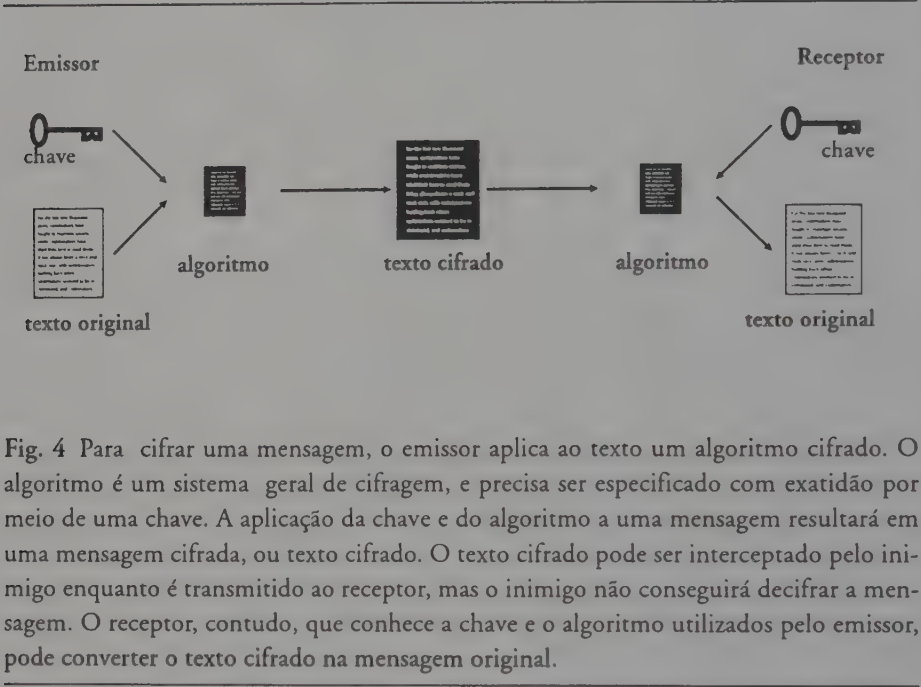 Emissor
Receptor
chave
chave
algoritmo
texto cifrado
algoritmo
texto original
texto original
Fig. 4 Para cifrar uma mensagem, o emissor aplica ao texto um algoritmo cifrado. O
algoritmo é um sistema geral de cifragem, e precisa ser especificado com exatidão por
meio de uma chave. A aplicação da chave e do algoritmo a uma mensagem resultará em
uma mensagem cifrada, ou texto cifrado. O texto cifrado pode ser interceptado pelo ini-
migo enquanto é transmitido ao receptor, mas o inimigo não conseguirá decifrar a men-
sagem. O receptor, contudo, que conhece a chave e o algoritmo utilizados pelo emissor,
pode converter o texto cifrado na mensagem original.